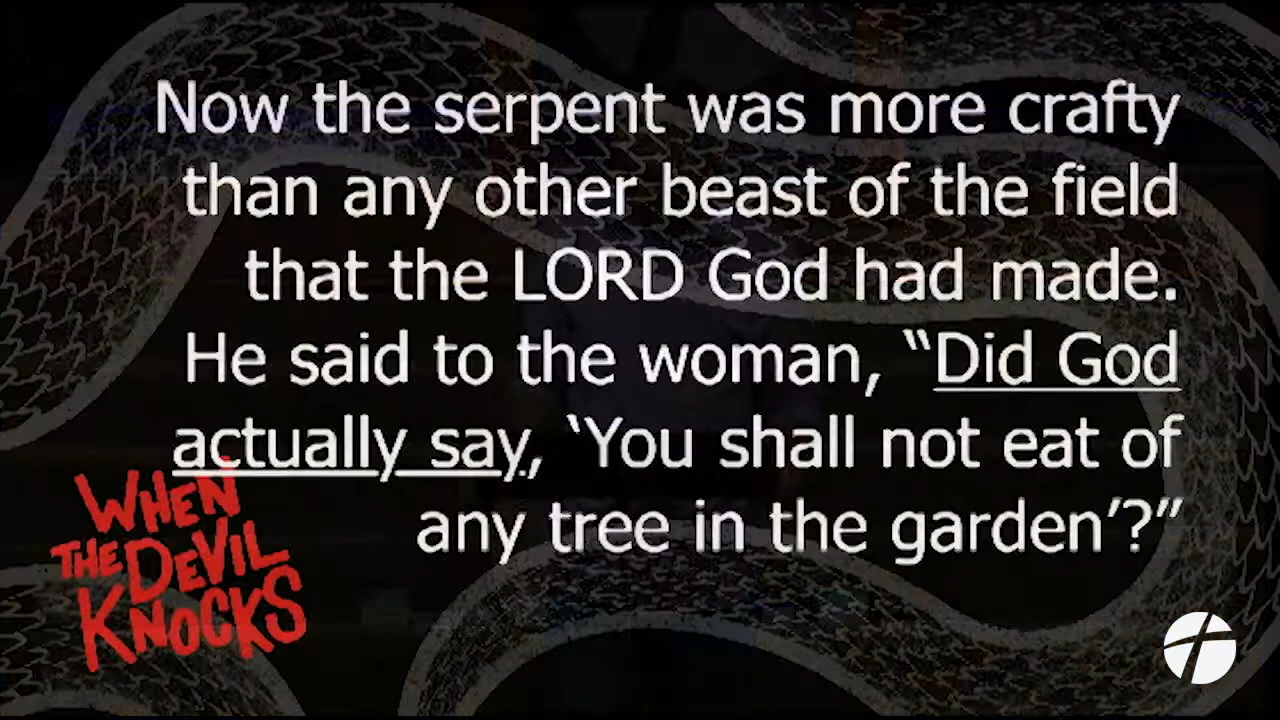 Now the serpent was more crafty
than any other beast of the field
that the LORD God had made.
He said to the woman, “Did God
actually say, ‘You shall not eat of
any tree in the garden’?”
WHEN
THE DEVIL
KNOCKS